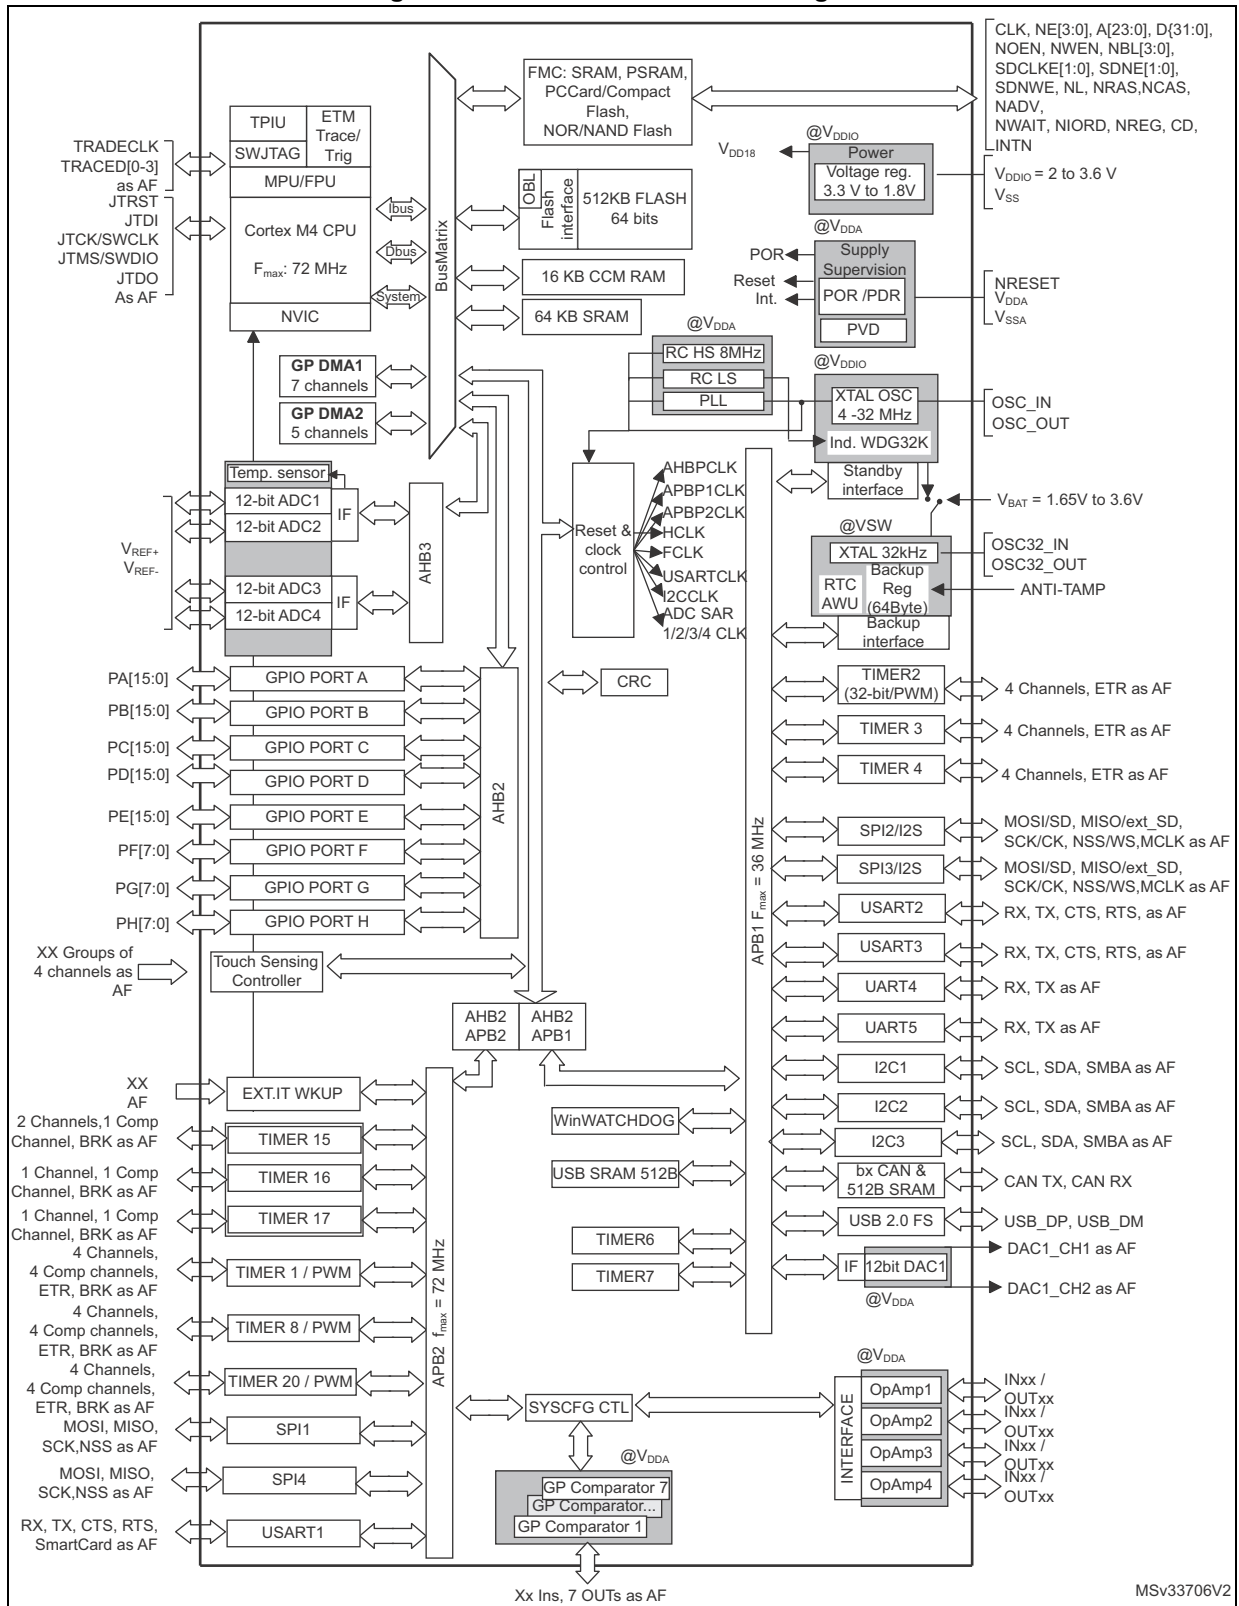 CLK, NE[3:0], A[23:0], D{31:0],
NOEN, NWEN, NBL[3:0],
SDCLKE[1:0], SDNE[1:0],
SDNWE, NL, NRAS,NCAS,
NADV,
NWAIT, NIORD, NREG, CD,
INTN
FMC: SRAM, PSRAM,
PCCard/Compact
Flash,
NOR/NAND Flash
TPIU
ETM
Trace/
Trig
SWJTAG
MPU/FPU
Cortex M4 CPU
Fmax: 72 MHz
NVIC
TRADECLK
TRACED[0-3]
as AF
JTRST
JTDI
JTCK/SWCLK
JTMS/SWDIO
JTDO
As AF
Ibus
Dbus
System
BusMatrix
OBL
Flash
interface
512KB FLASH
64 bits
16 KB CCM RAM
64 KB SRAM
@VDDIO
VDD18
Power
Voltage reg.
3.3 V to 1.8V
VDDIO = 2 to 3.6 V
VSS
@VDDA
POR
Reset
Int.
Supply
Supervision
POR /PDR
PVD
NRESET
VDDA
VSSA
@VDDA
RC HS 8MHz
RC LS
PLL
@VDDIO
XTAL OSC
4 -32 MHz
Ind. WDG32K
OSC_IN
OSC_OUT
Standby
interface
VBAT = 1.65V to 3.6V
@VSW
XTAL 32kHz
RTC
AWU
Backup
Reg
(64Byte)
OSC32_IN
OSC32_OUT
ANTI-TAMP
Backup
interface
GP DMA1
7 channels
GP DMA2
5 channels
Temp. sensor
12-bit ADC1
12-bit ADC2
IF
VREF+
VREF-
12-bit ADC3
12-bit ADC4
IF
AHB3
Reset &
clock
control
AHBPCLK
APBP1CLK
APBP2CLK
HCLK
FCLK
USARTCLK
I2CCLK
ADC SAR
1/2/3/4 CLK
CRC
PA[15:0]
GPIO PORT A
PB[15:0]
GPIO PORT B
PC[15:0]
GPIO PORT C
PD[15:0]
GPIO PORT D
PE[15:0]
GPIO PORT E
PF[7:0]
GPIO PORT F
PG[7:0]
GPIO PORT G
PH[7:0]
GPIO PORT H
AHB2
XX Groups of
4 channels as
AF
Touch Sensing
Controller
AHB2
APB2
AHB2
APB1
APB1 Fmax = 36 MHz
TIMER2
(32-bit/PWM)
4 Channels, ETR as AF
TIMER 3
4 Channels, ETR as AF
TIMER 4
4 Channels, ETR as AF
SPI2/I2S
MOSI/SD, MISO/ext_SD,
SCK/CK, NSS/WS,MCLK as AF
SPI3/I2S
MOSI/SD, MISO/ext_SD,
SCK/CK, NSS/WS,MCLK as AF
USART2
RX, TX, CTS, RTS, as AF
USART3
RX, TX, CTS, RTS, as AF
UART4
RX, TX as AF
UART5
RX, TX as AF
I2C1
SCL, SDA, SMBA as AF
I2C2
SCL, SDA, SMBA as AF
I2C3
SCL, SDA, SMBA as AF
bx CAN &
512B SRAM
CAN TX, CAN RX
USB 2.0 FS
USB_DP, USB_DM
IF
12bit DAC1
DAC1_CH1 as AF
DAC1_CH2 as AF
@VDDA
WinWATCHDOG
USB SRAM 512B
TIMER6
TIMER7
XX
AF
EXT.IT WKUP
2 Channels,1 Comp
Channel, BRK as AF
TIMER 15
1 Channel, 1 Comp
Channel, BRK as AF
TIMER 16
1 Channel, 1 Comp
Channel, BRK as AF
TIMER 17
4 Channels,
4 Comp channels,
ETR, BRK as AF
TIMER 1 / PWM
4 Channels,
4 Comp channels,
ETR, BRK as AF
TIMER 8 / PWM
4 Channels,
4 Comp channels,
ETR, BRK as AF
TIMER 20 / PWM
MOSI, MISO,
SCK,NSS as AF
SPI1
MOSI, MISO,
SCK,NSS as AF
SPI4
RX, TX, CTS, RTS,
SmartCard as AF
USART1
APB2 fmax = 72 MHz
SYSCFG CTL
@VDDA
GP Comparator 7
GP Comparator...
GP Comparator 1
Xx Ins, 7 OUTs as AF
@VDDA
INTERFACE
OpAmp1
INxx /
OUTxx
OpAmp2
INxx /
OUTxx
OpAmp3
INxx /
OUTxx
OpAmp4
INxx /
OUTxx
MSv33706V2